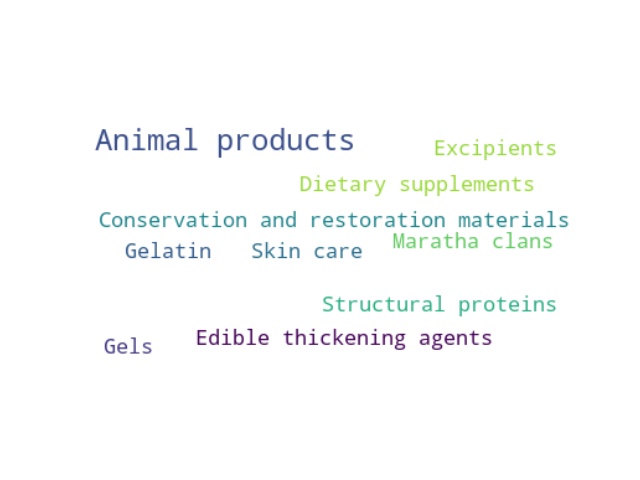 Animal products
Excipients
Dietary supplements
Conservation and restoration materials
Maratha clans
Gelatin
Skin care
Structural proteins
Edible thickening agents
Gels